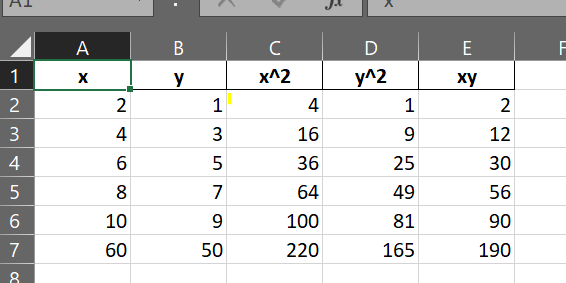 A1 fx x
A B C D E F
1 x y x^2 y^2 xy
2 2 1 4 1 2
3 4 3 16 9 12
4 6 5 36 25 30
5 8 7 64 49 56
6 10 9 100 81 90
7 60 50 220 165 190
8